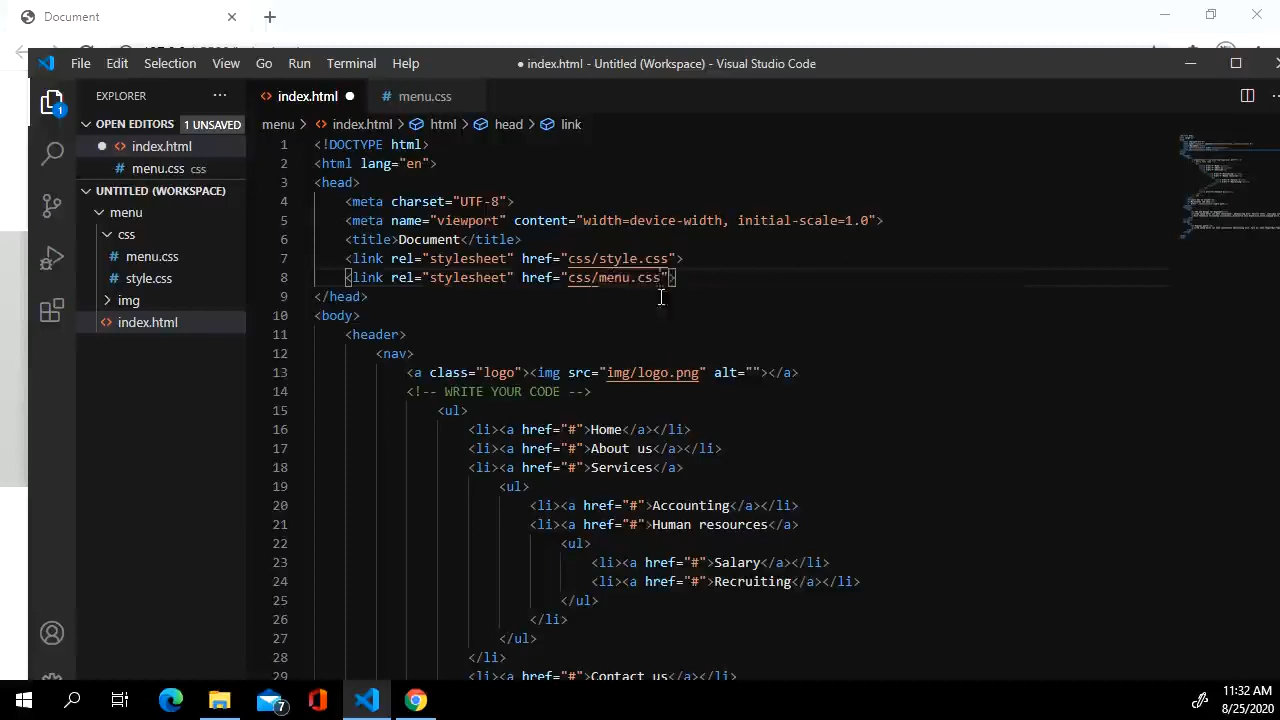 Document
File Edit Selection View Go Run Terminal Help
● index.html - Untitled (Workspace) - Visual Studio Code
EXPLORER
index.html
menu.css
1
OPEN EDITORS
1 UNSAVED
index.html
menu.css css
UNTITLED (WORKSPACE)
menu
css
menu.css
style.css
img
index.html
menu > index.html > html > head > link
1 <!DOCTYPE html>
2 <html lang="en">
3 <head>
4 <meta charset="UTF-8">
5 <meta name="viewport" content="width=device-width, initial-scale=1.0">
6 <title>Document</title>
7 <link rel="stylesheet" href="css/style.css">
8 <link rel="stylesheet" href="css/menu.css">
9 </head>
10 <body>
11 <header>
12 <nav>
13 <a class="logo"><img src="img/logo.png" alt=""></a>
14 <!-- WRITE YOUR CODE -->
15 <ul>
16 <li><a href="#">Home</a></li>
17 <li><a href="#">About us</a></li>
18 <li><a href="#">Services</a>
19 <ul>
20 <li><a href="#">Accounting</a></li>
21 <li><a href="#">Human resources</a>
22 <ul>
23 <li><a href="#">Salary</a></li>
24 <li><a href="#">Recruiting</a></li>
25 </ul>
26 </li>
27 </ul>
28 </li>
29 <li><a href="#">Contact us</a></li>
7
11:32 AM
8/25/2020